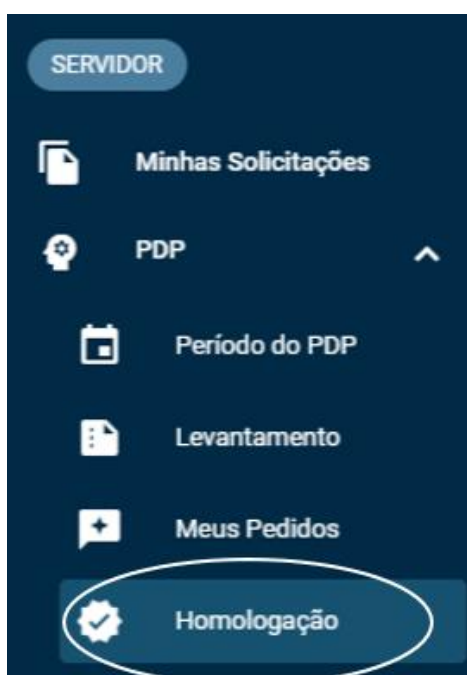 SERVIDOR
Minhas Solicitações
PDP
Período do PDP
Levantamento
Meus Pedidos
Homologação